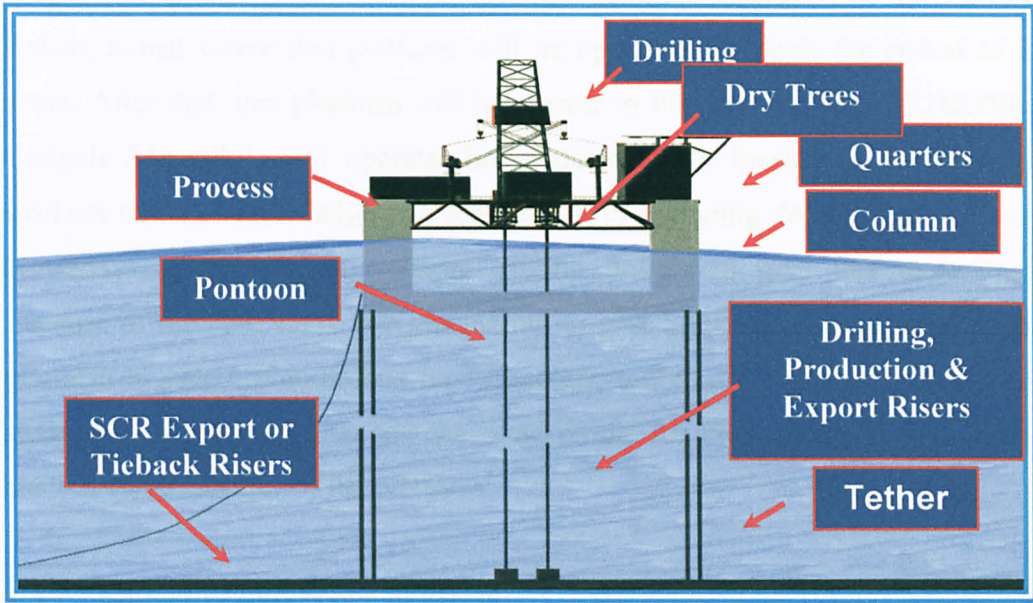 Drilling
Dry Trees
Quarters
Process
Column
Pontoon
Drilling,
Production &
Export Risers
SCR Export or
Tieback Risers
Tether